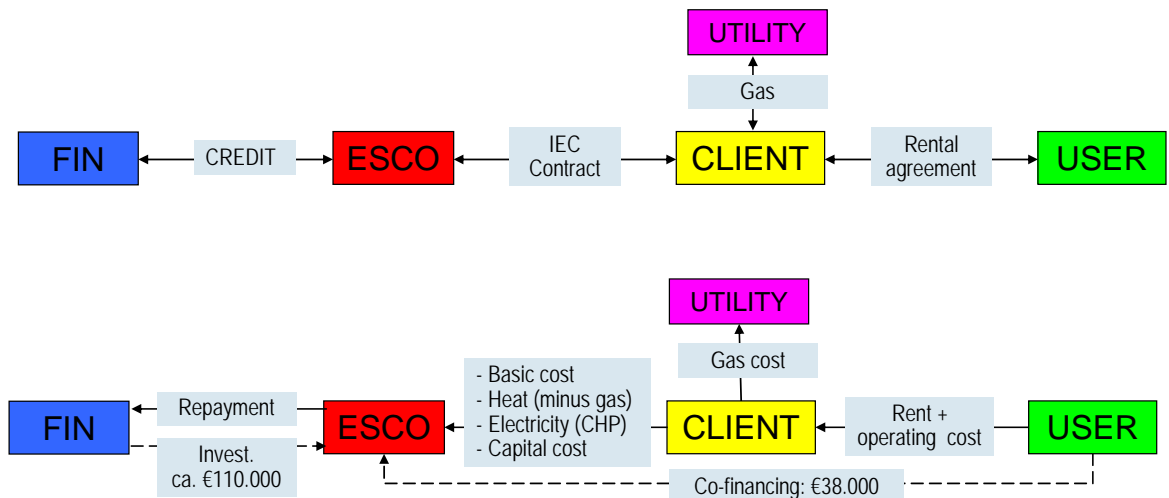 UTILITY
Gas
FIN
CREDIT
ESCO
IEC
Contract
CLIENT
Rental
agreement
USER
UTILITY
Gas cost
FIN
Repayment
Invest.
ca. €110.000
ESCO
- Basic cost
- Heat (minus gas)
- Electricity (CHP)
- Capital cost
CLIENT
Rent +
operating cost
USER
Co-financing: €38.000